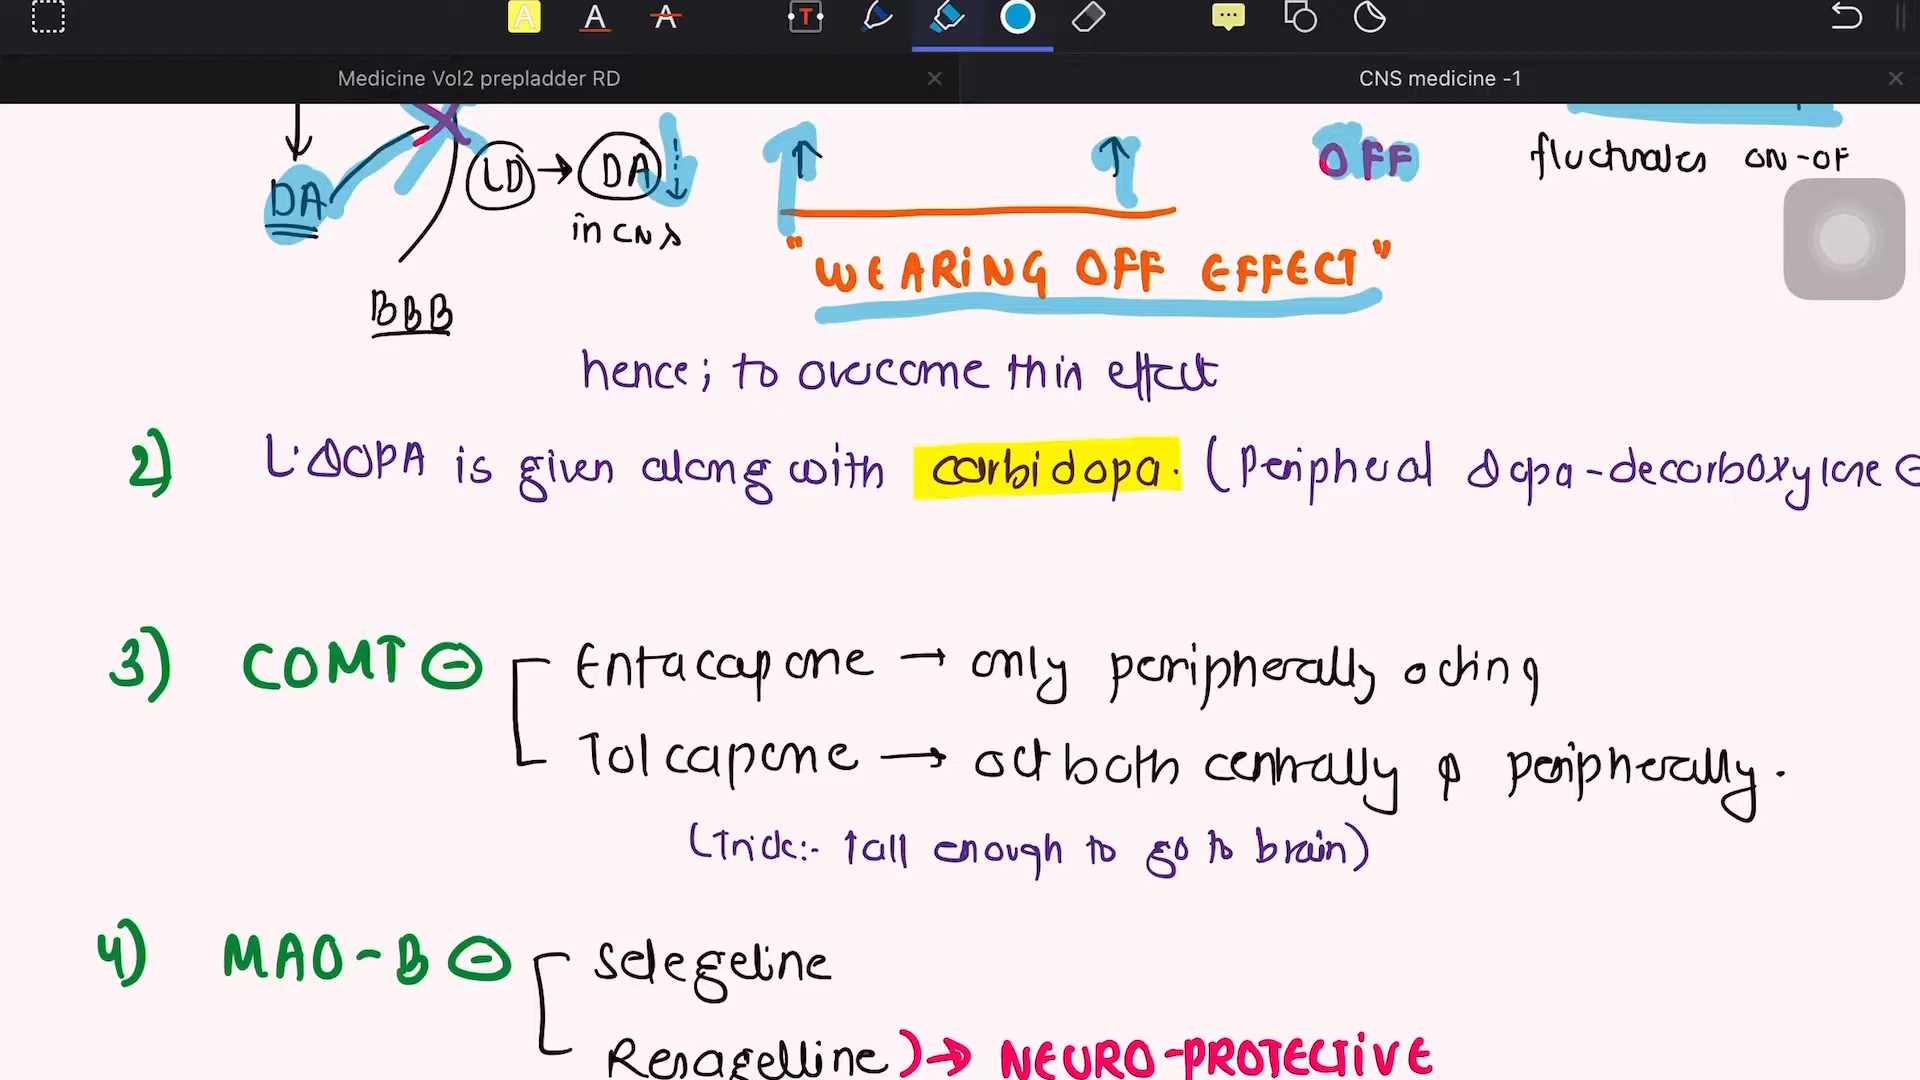 A A A T
Medicine Vol2 prepladder RD × CNS medicine -1 ×
DA LD → DA ↑ ↑ OFF fluctuates ON-OF
in CNS
"WEARING OFF EFFECT"
BBB
hence; to overcome this effect
2) L-DOPA is given along with carbidopa. (Peripheral Dopa-decarboxylase
3) COMT ⊖ Entacapone → only peripherally acting
Tolcapone → act both centrally & peripherally.
(Trick:- tall enough to go to brain)
4) MAO-B ⊖ Selegeline
Resagelline) → NEURO-PROTECTIVE